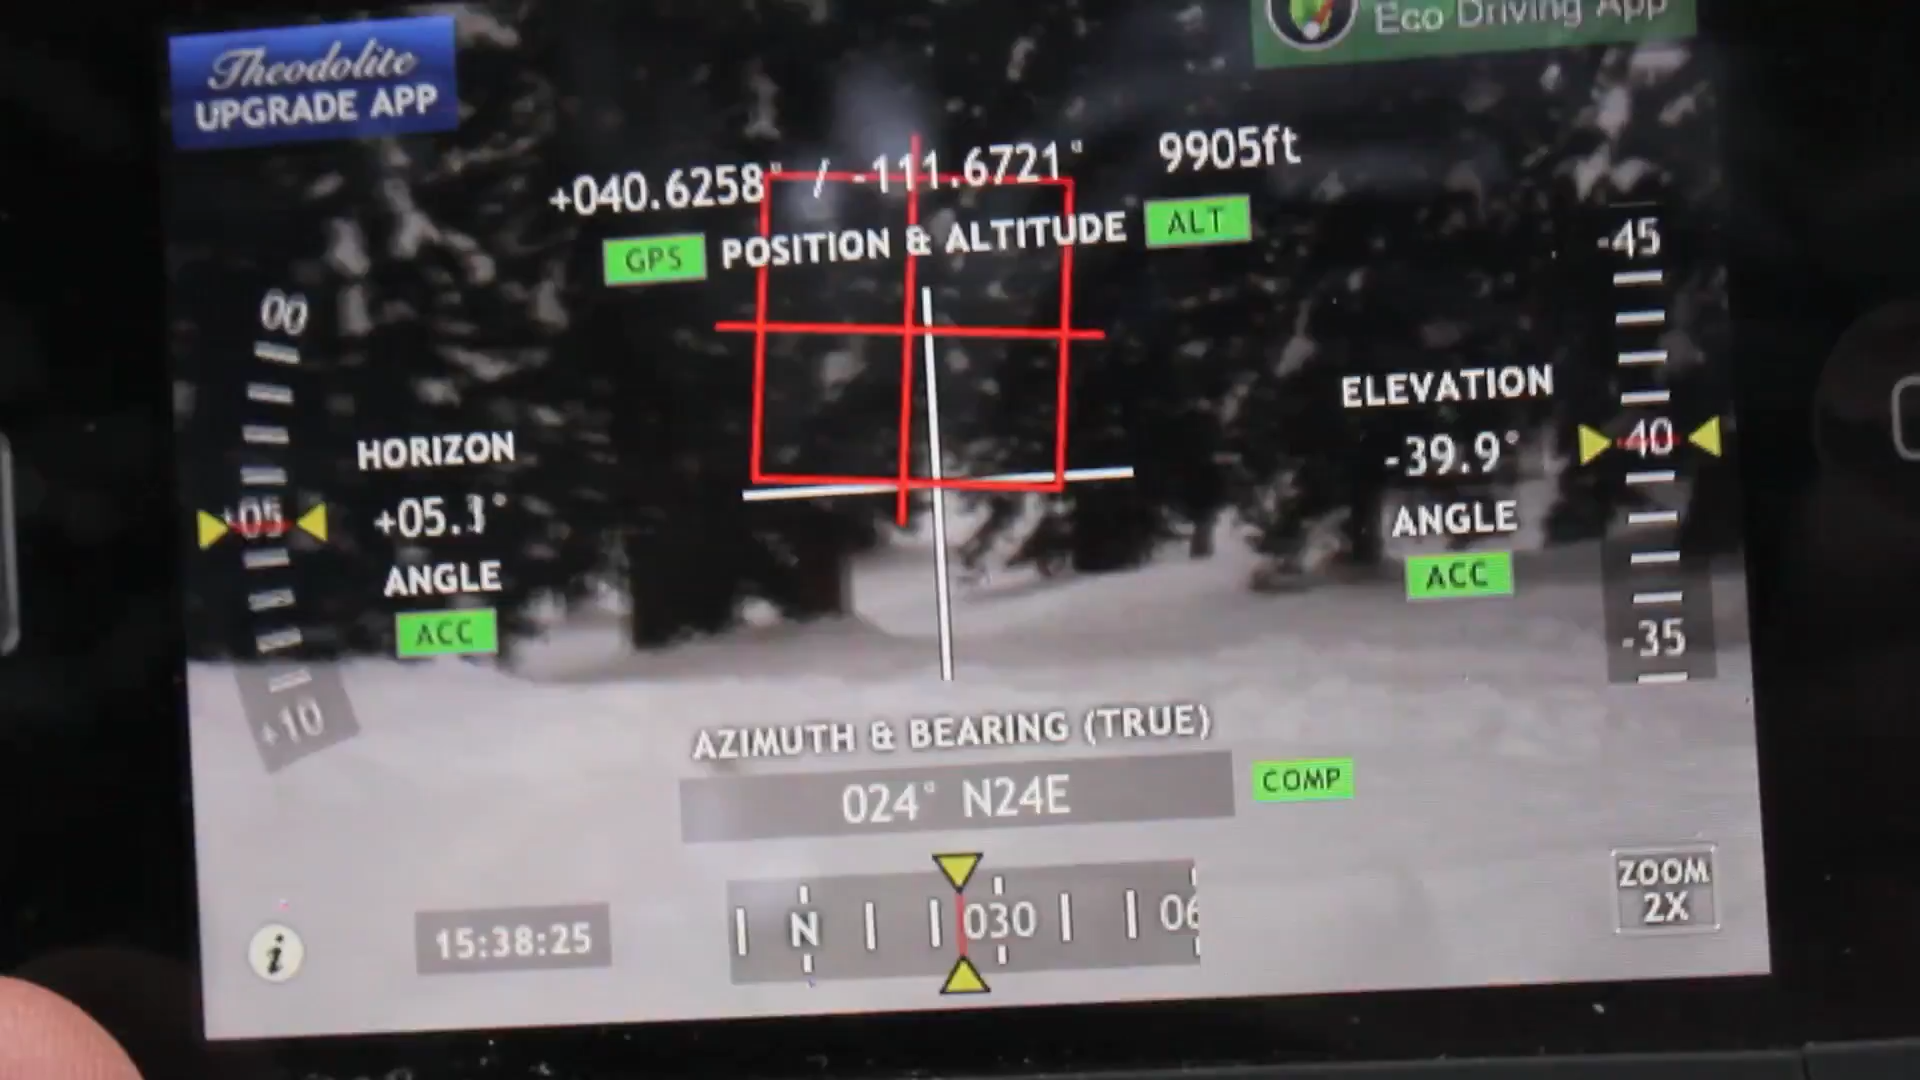 Theodolite
UPGRADE APP
Eco Driving App
+040.6258° / -111.6721° 9905ft
GPS POSITION & ALTITUDE ALT
00
+05
+10
HORIZON
+05.1°
ANGLE
ACC
ELEVATION
-39.9°
ANGLE
ACC
-45
-40
-35
AZIMUTH & BEARING (TRUE)
024° N24E
COMP
15:38:25
N 030 06
ZOOM
2X
i